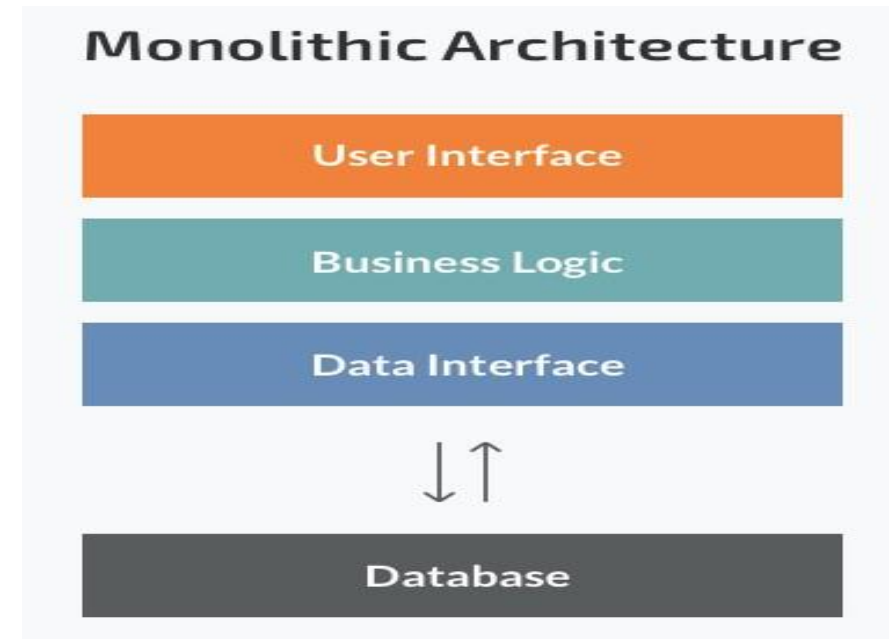 Monolithic Architecture
User Interface
Business Logic
Data Interface
Database